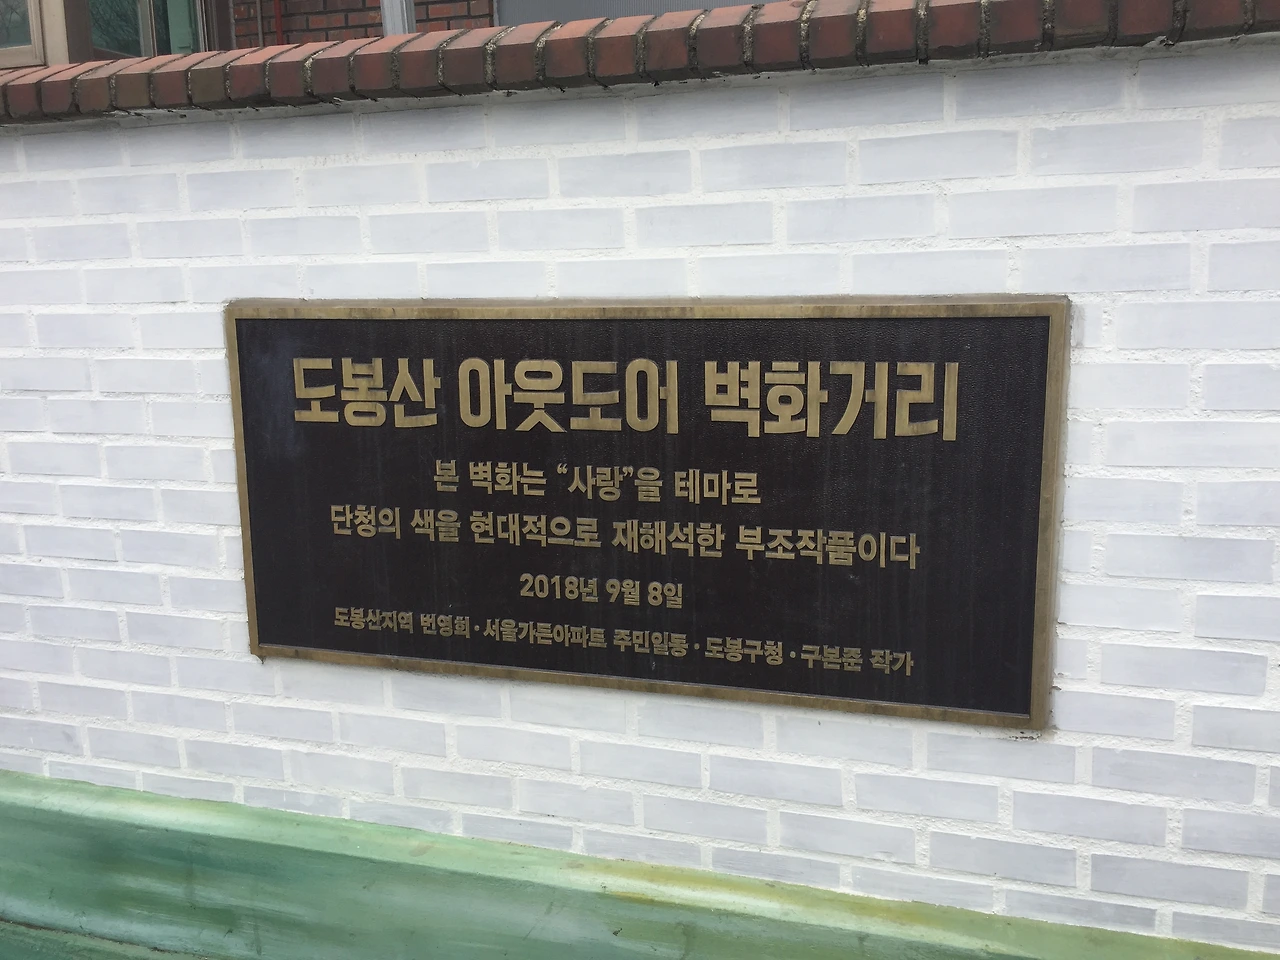 도봉산 아웃도어 벽화거리
본 벽화는 “사랑”을 테마로
단청의 색을 현대적으로 재해석한 부조작품이다
2018년 9월 8일
도봉산지역 번영회·서울가든아파트 주민일동·도봉구청·구본준 작가